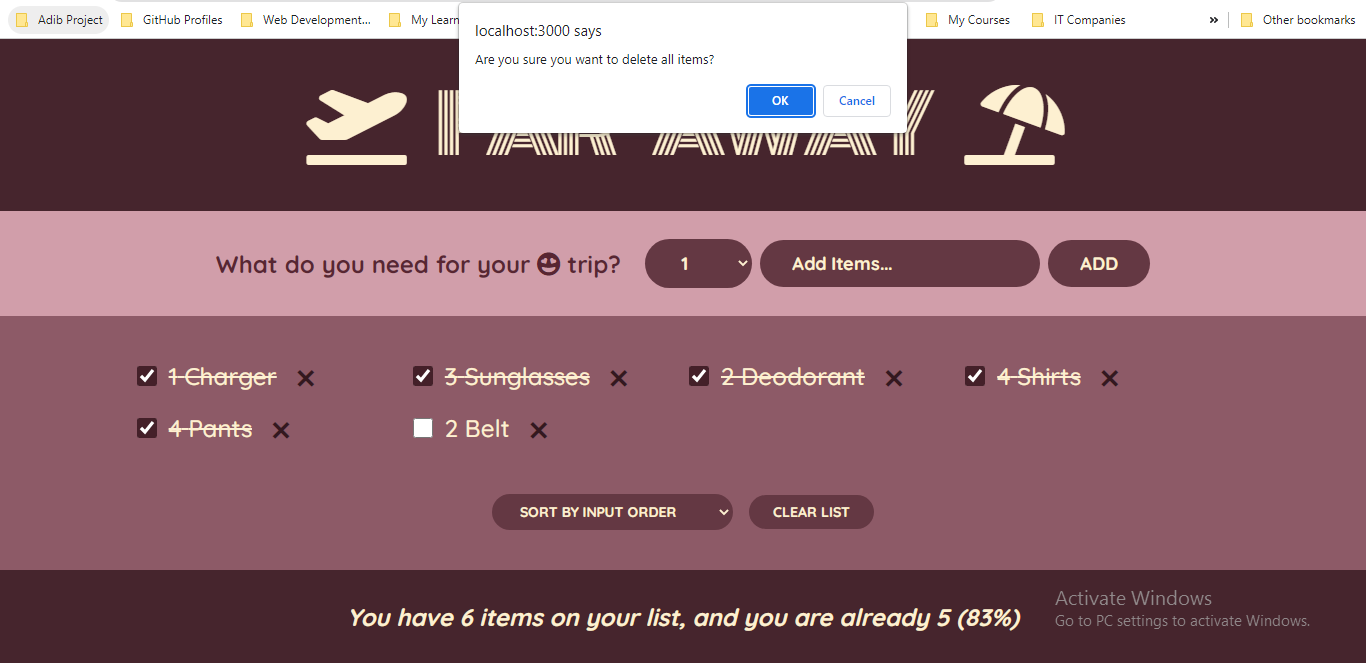 Adib Project GitHub Profiles Web Development... My Learn My Courses IT Companies » Other bookmarks
localhost:3000 says
Are you sure you want to delete all items?
OK Cancel
FAR AWAY
What do you need for your trip? 1 Add Items... ADD
1 Charger × 3 Sunglasses × 2 Deodorant × 4 Shirts ×
4 Pants × 2 Belt ×
SORT BY INPUT ORDER CLEAR LIST
You have 6 items on your list, and you are already 5 (83%)
Activate Windows
Go to PC settings to activate Windows.